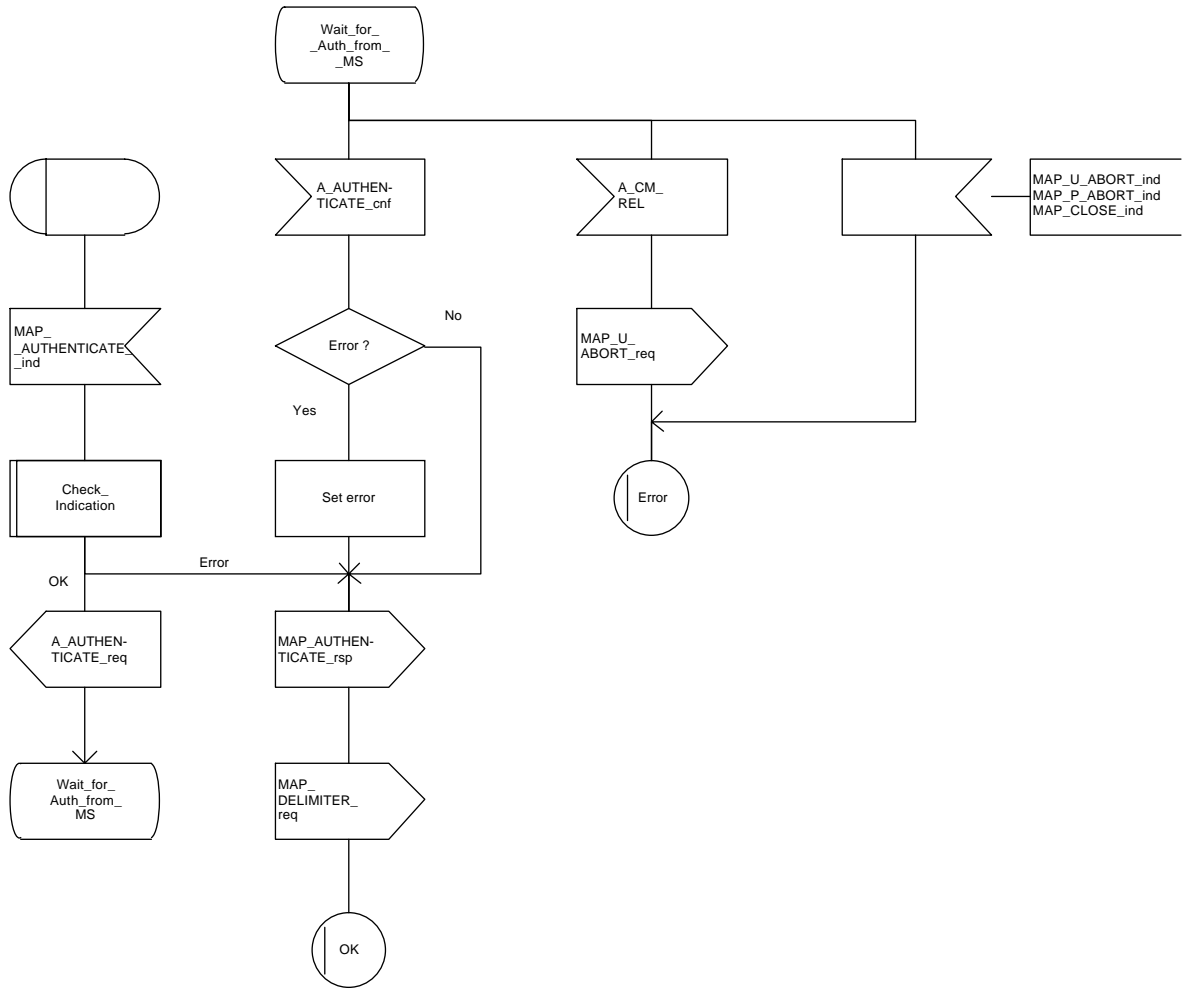 Wait_for_
_Auth_from_
_MS
A_AUTHEN-
TICATE_cnf
A_CM_
REL
MAP_U_ABORT_ind
MAP_P_ABORT_ind
MAP_CLOSE_ind
MAP_
_AUTHENTICATE_
_ind
Error ?
No
Yes
MAP_U_
ABORT_req
Check_
Indication
Set error
Error
Error
OK
A_AUTHEN-
TICATE_req
MAP_AUTHEN-
TICATE_rsp
Wait_for_
Auth_from_
MS
MAP_
DELIMITER_
req
OK